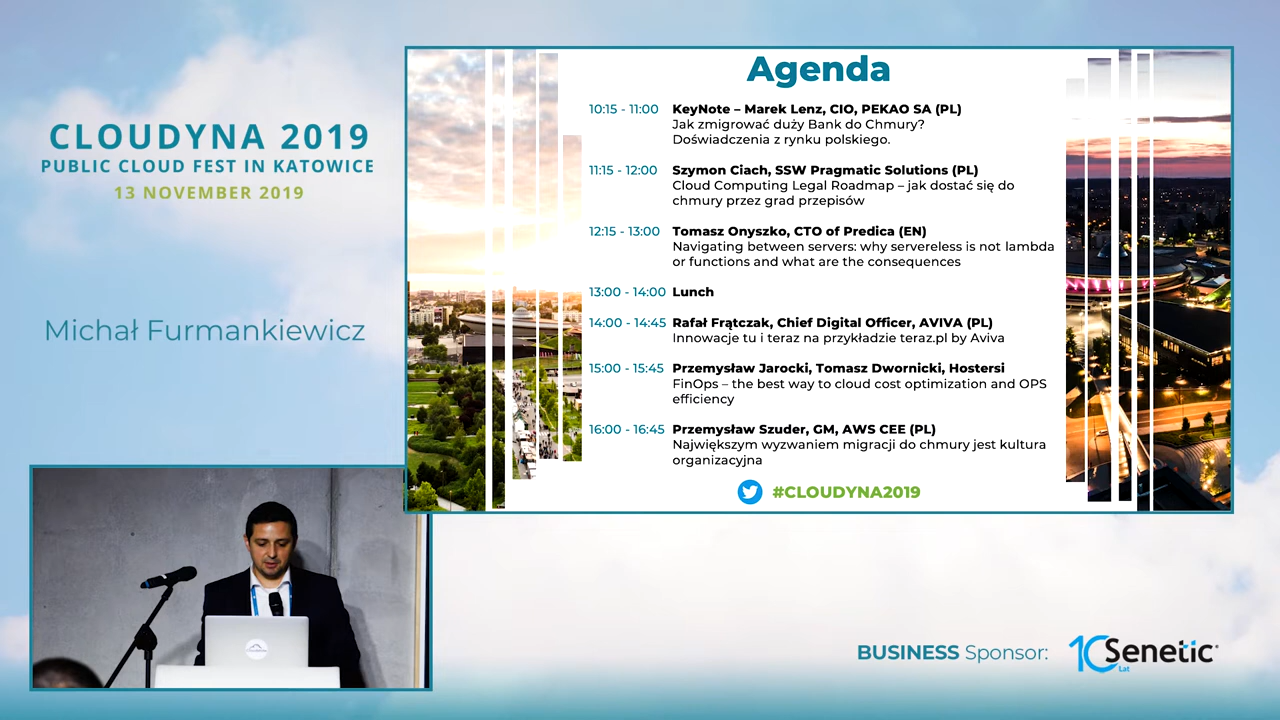 CLOUDYNA 2019
PUBLIC CLOUD FEST IN KATOWICE
13 NOVEMBER 2019
Michał Furmankiewicz
Agenda
10:15 - 11:00 KeyNote – Marek Lenz, CIO, PEKAO SA (PL)
Jak zmigrować duży Bank do Chmury?
Doświadczenia z rynku polskiego.
11:15 - 12:00 Szymon Ciach, SSW Pragmatic Solutions (PL)
Cloud Computing Legal Roadmap – jak dostać się do
chmury przez grad przepisów
12:15 - 13:00 Tomasz Onyszko, CTO of Predica (EN)
Navigating between servers: why servereless is not lambda
or functions and what are the consequences
13:00 - 14:00 Lunch
14:00 - 14:45 Rafał Frątczak, Chief Digital Officer, AVIVA (PL)
Innowacje tu i teraz na przykładzie teraz.pl by Aviva
15:00 - 15:45 Przemysław Jarocki, Tomasz Dwornicki, Hostersi
FinOps – the best way to cloud cost optimization and OPS
efficiency
16:00 - 16:45 Przemysław Szuder, GM, AWS CEE (PL)
Największym wyzwaniem migracji do chmury jest kultura
organizacyjna
#CLOUDYNA2019
BUSINESS Sponsor:
10 Lat Senetic